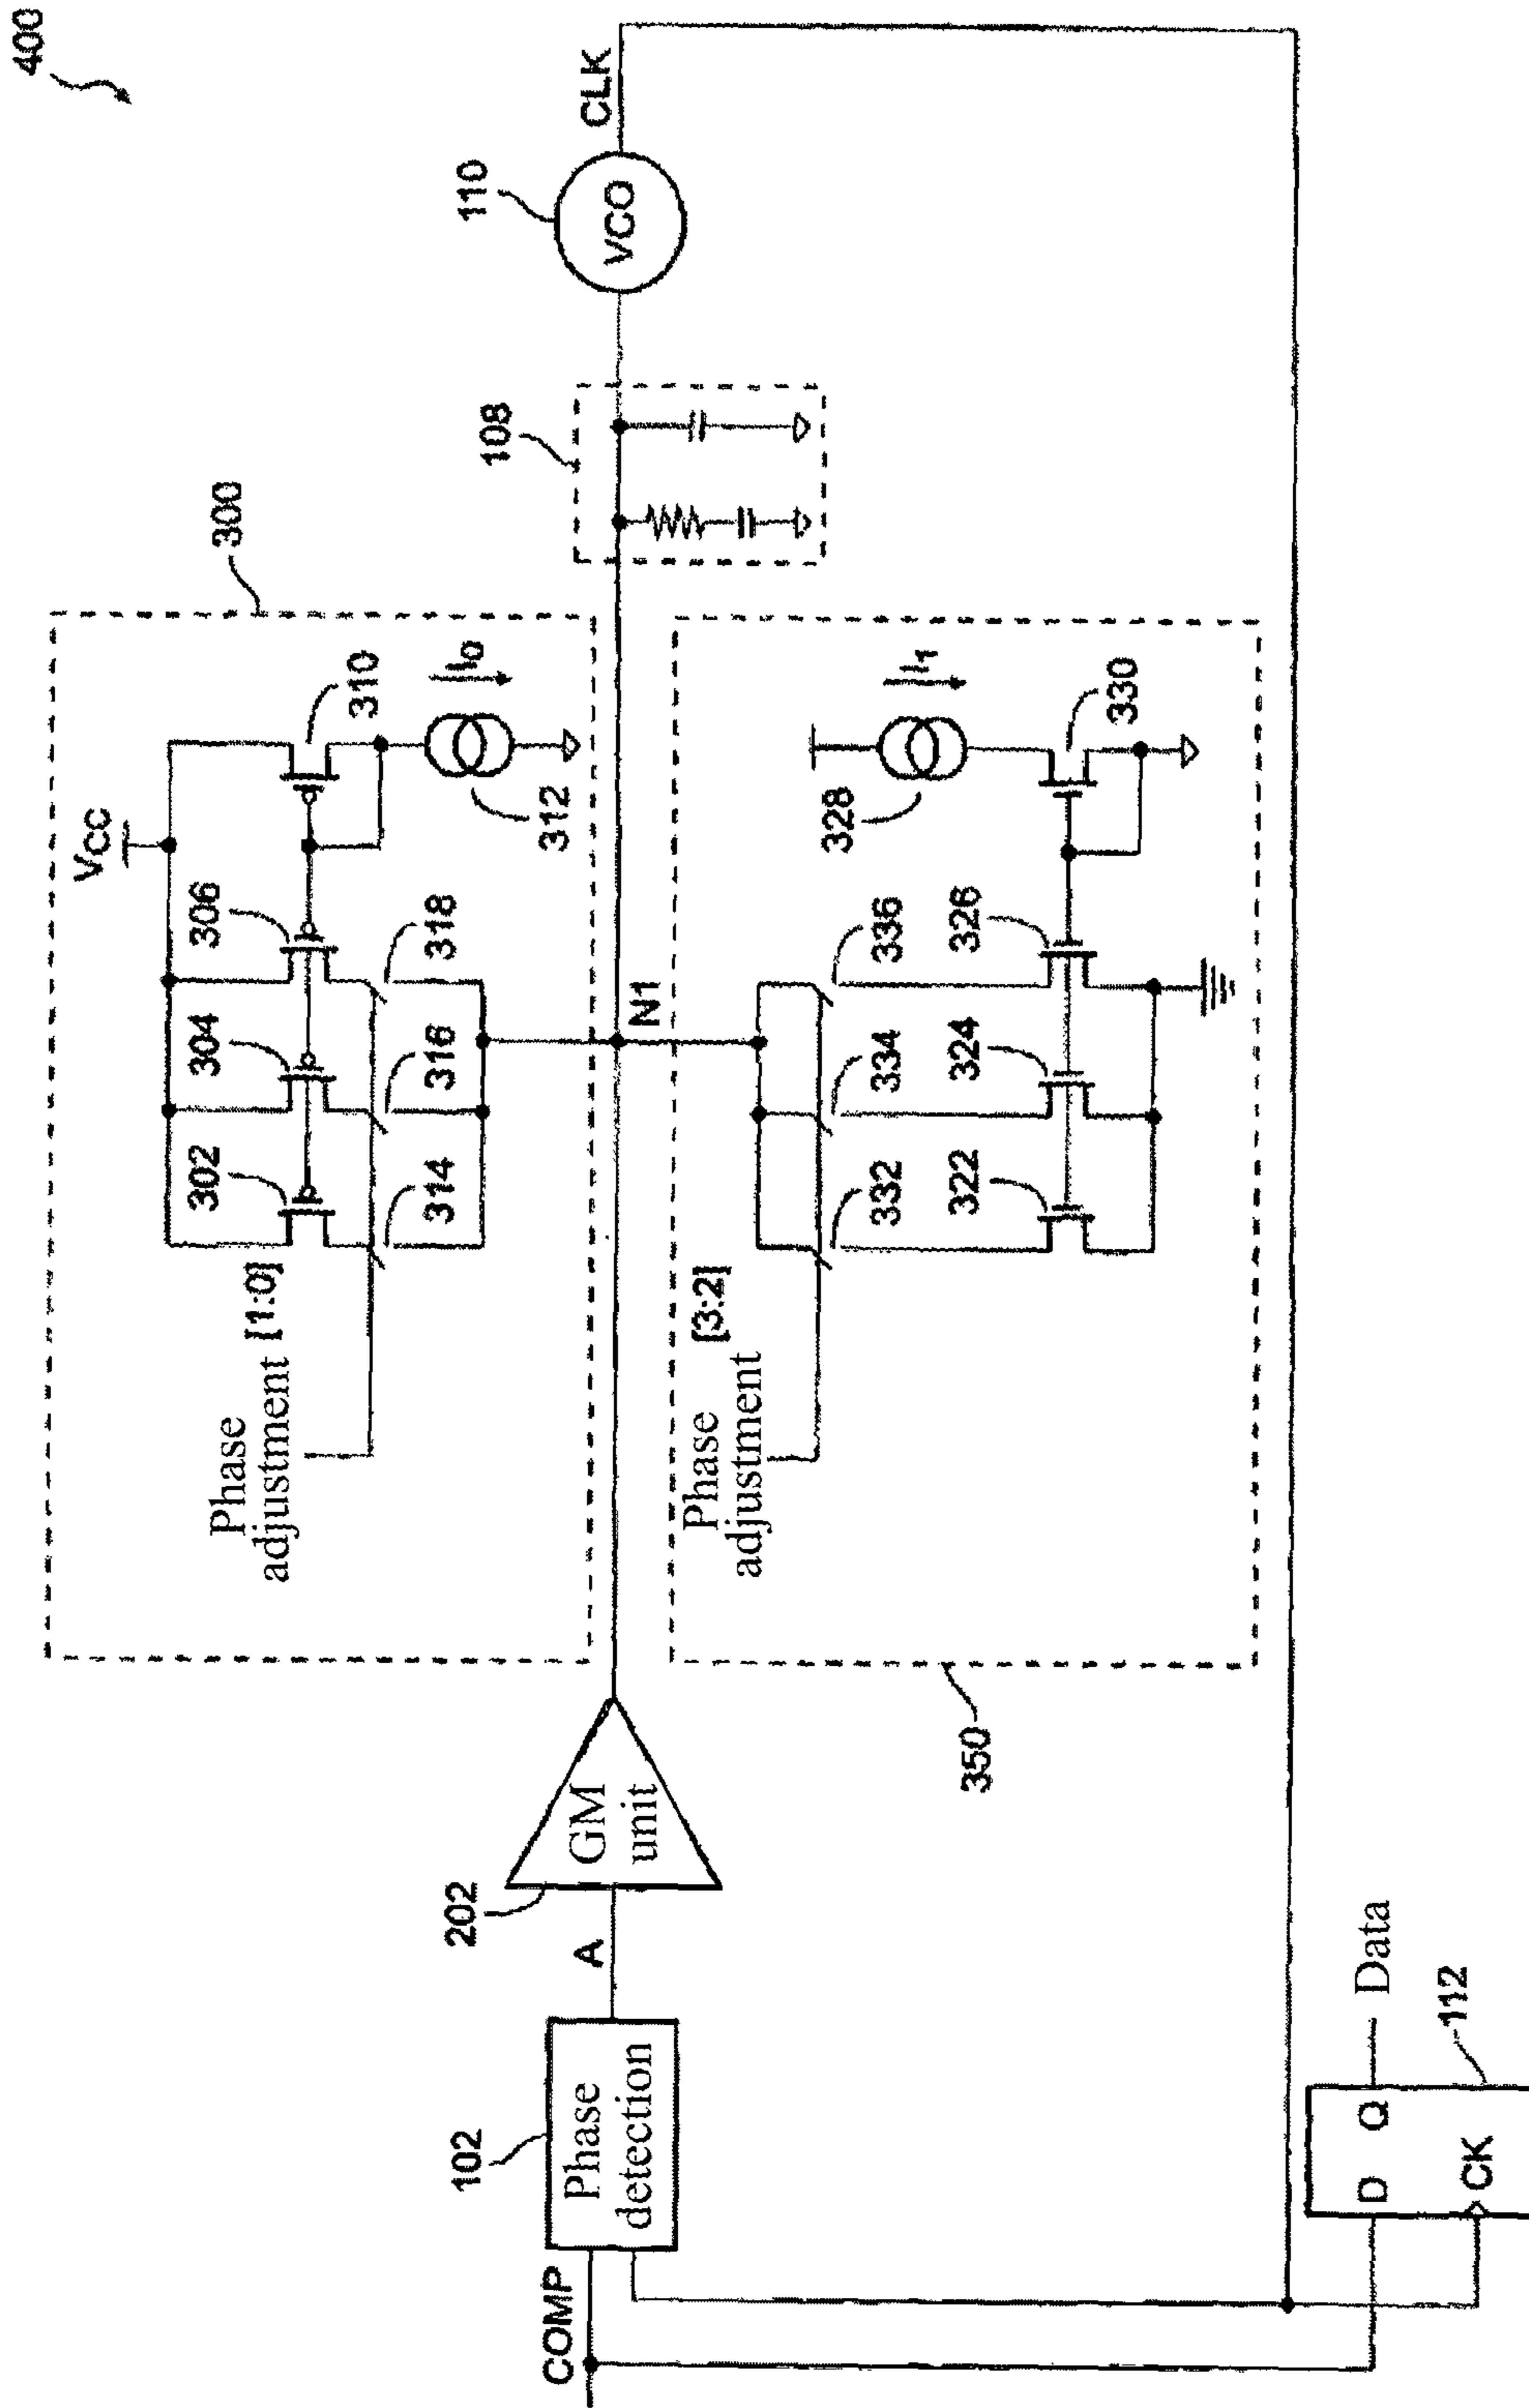 400
300
VCC
302
304
306
310
Phase
adjustment [1:0]
314
316
318
312
I0
108
110
COMP
102
Phase
detection
A
202
GM
unit
N1
VCO
CLK
Phase
adjustment [3:2]
332
334
336
328
I1
322
324
326
330
350
D Q
CK
Data
112